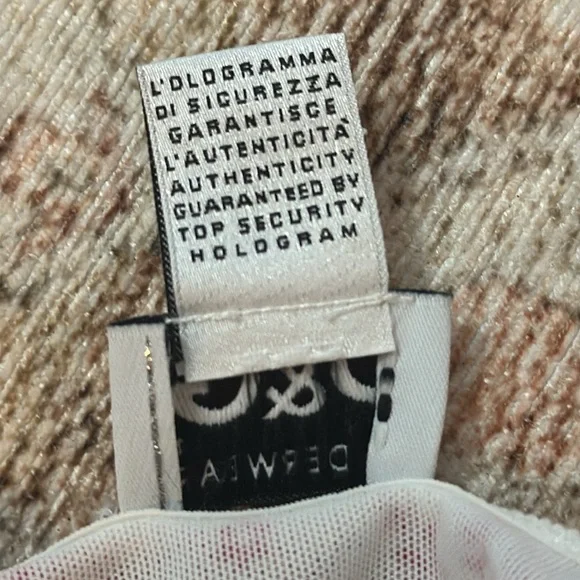 L'OLOGRAMMA
DI SICUREZZA
GARANTISCE
L'AUTENTICITÀ
AUTHENTICITY
GUARANTEED BY
TOP SECURITY
HOLOGRAM
D&G